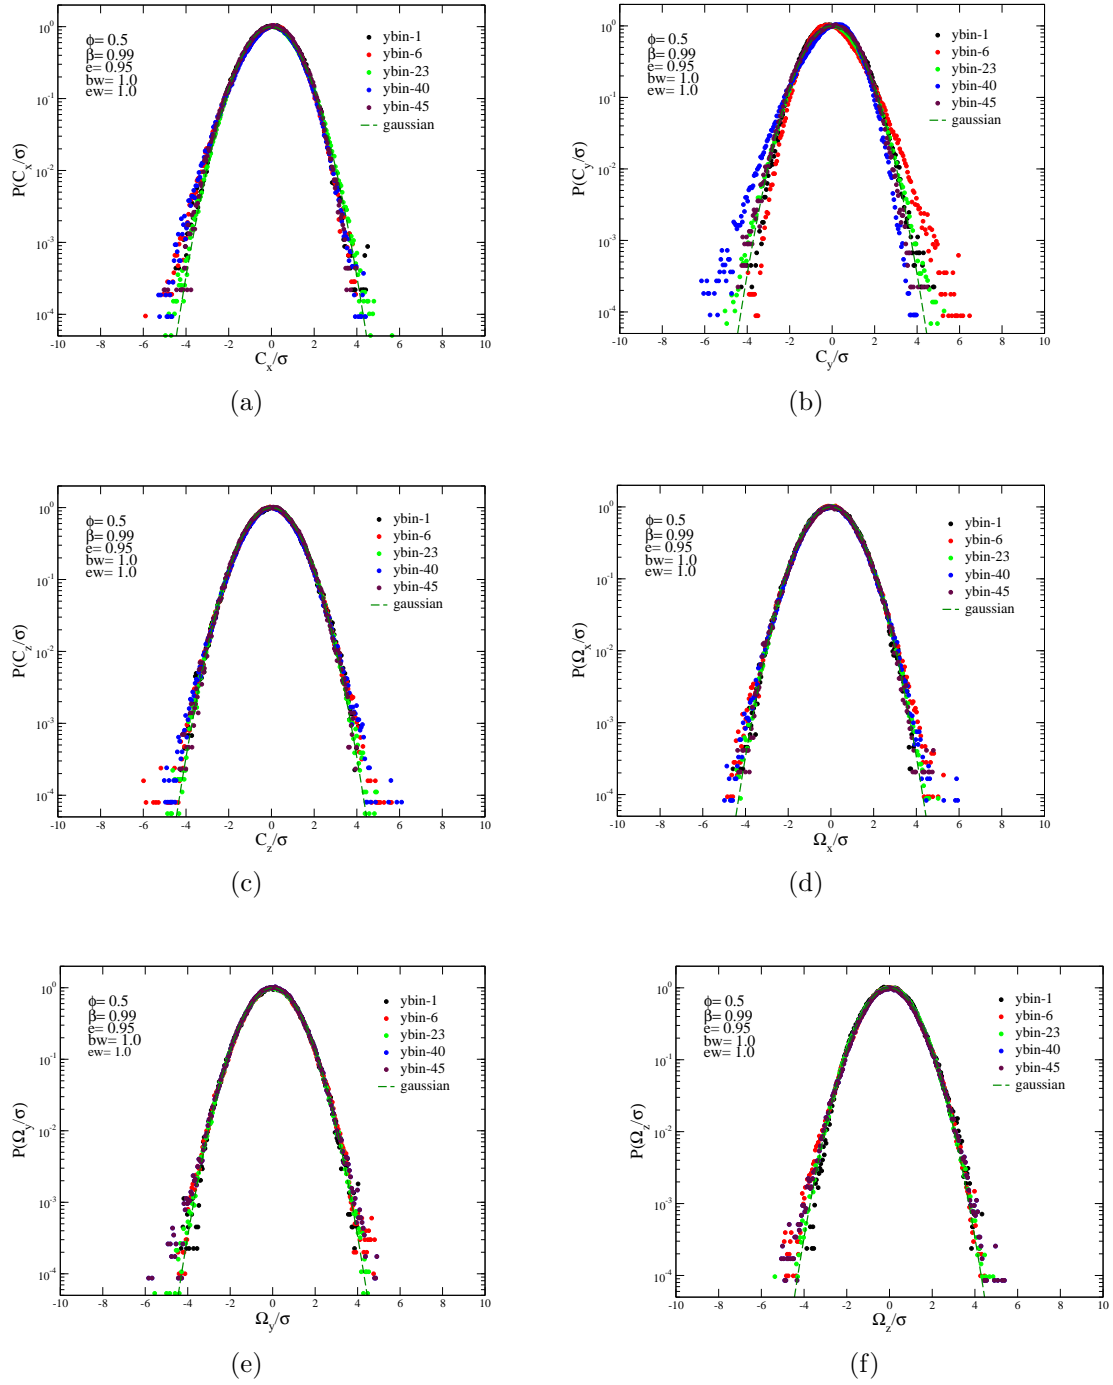 ϕ= 0.5
β= 0.99
e= 0.95
bw= 1.0
ew= 1.0
ybin-1
ybin-6
ybin-23
ybin-40
ybin-45
gaussian
P(C_x/σ)
10^0
10^-1
10^-2
10^-3
10^-4
-10 -8 -6 -4 -2 0 2 4 6 8 10
C_x/σ
(a)
ϕ= 0.5
β= 0.99
e= 0.95
bw= 1.0
ew= 1.0
ybin-1
ybin-6
ybin-23
ybin-40
ybin-45
gaussian
P(C_y/σ)
10^0
10^-1
10^-2
10^-3
10^-4
-10 -8 -6 -4 -2 0 2 4 6 8 10
C_y/σ
(b)
ϕ= 0.5
β= 0.99
e= 0.95
bw= 1.0
ew= 1.0
ybin-1
ybin-6
ybin-23
ybin-40
ybin-45
gaussian
P(C_z/σ)
10^0
10^-1
10^-2
10^-3
10^-4
-10 -8 -6 -4 -2 0 2 4 6 8 10
C_z/σ
(c)
ϕ= 0.5
β= 0.99
e= 0.95
bw= 1.0
ew= 1.0
ybin-1
ybin-6
ybin-23
ybin-40
ybin-45
gaussian
P(Ω_x/σ)
10^0
10^-1
10^-2
10^-3
10^-4
-10 -8 -6 -4 -2 0 2 4 6 8 10
Ω_x/σ
(d)
ϕ= 0.5
β= 0.99
e= 0.95
bw= 1.0
ew= 1.0
ybin-1
ybin-6
ybin-23
ybin-40
ybin-45
gaussian
P(Ω_y/σ)
10^0
10^-1
10^-2
10^-3
10^-4
-10 -8 -6 -4 -2 0 2 4 6 8 10
Ω_y/σ
(e)
ϕ= 0.5
β= 0.99
e= 0.95
bw= 1.0
ew= 1.0
ybin-1
ybin-6
ybin-23
ybin-40
ybin-45
gaussian
P(Ω_z/σ)
10^0
10^-1
10^-2
10^-3
10^-4
-10 -8 -6 -4 -2 0 2 4 6 8 10
Ω_z/σ
(f)